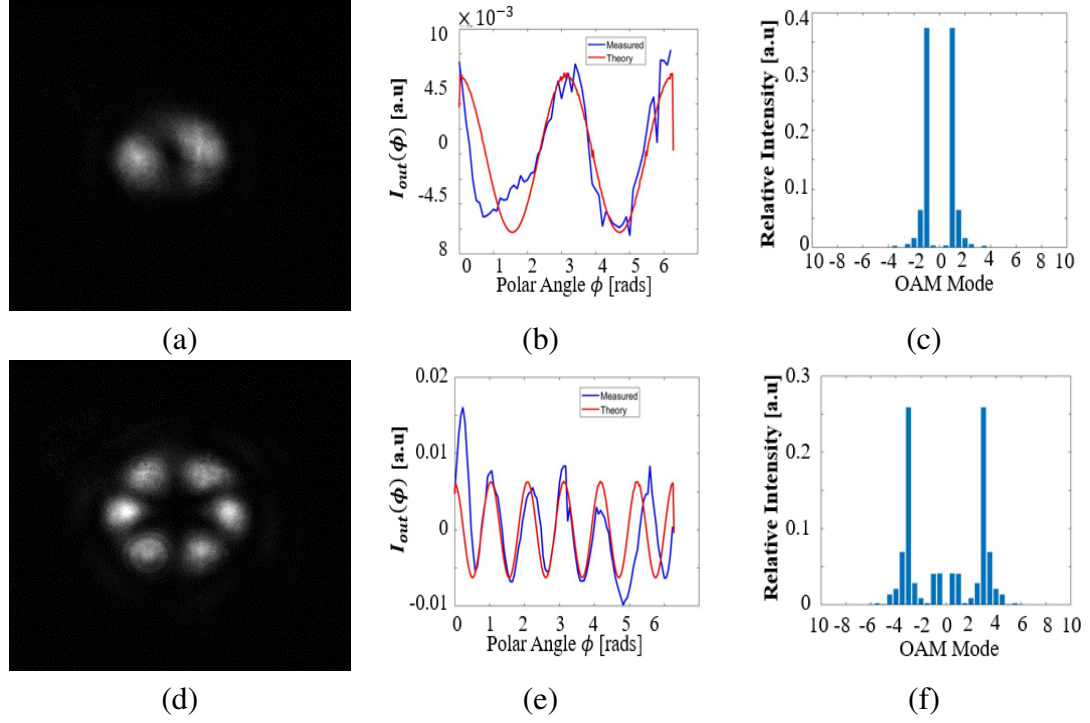 × 10⁻³
10
4.5
0
-4.5
8
I_out(ϕ) [a.u]
Measured
Theory
0 1 2 3 4 5 6
Polar Angle ϕ [rads]
0.4
0.3
0.2
0.1
0
Relative Intensity [a.u]
10 -8 -6 -4 -2 0 2 4 6 8 10
OAM Mode
(a)
(b)
(c)
0.02
0.01
0
-0.01
I_out(ϕ) [a.u]
Measured
Theory
0 1 2 3 4 5 6
Polar Angle ϕ [rads]
0.3
0.2
0.1
0
Relative Intensity [a.u]
10 -8 -6 -4 -2 0 2 4 6 8 10
OAM Mode
(d)
(e)
(f)